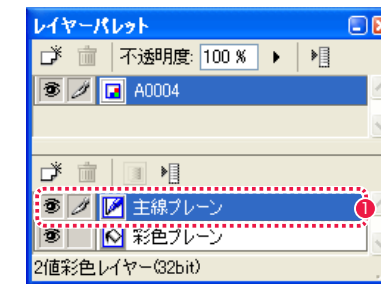 レイヤーパレット
不透明度: 100 %
A0004
主線プレーン
1
彩色プレーン
2値彩色レイヤー(32bit)